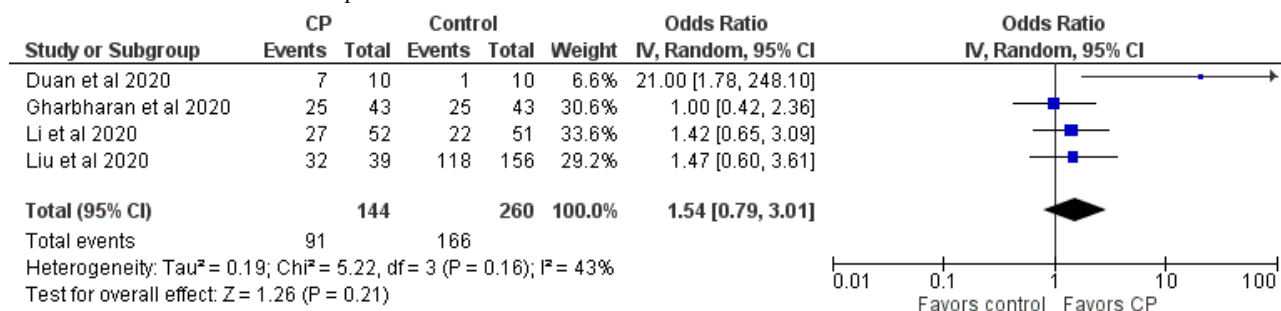 CP Control Odds Ratio Odds Ratio
Study or Subgroup Events Total Events Total Weight IV, Random, 95% CI IV, Random, 95% CI
Duan et al 2020 7 10 1 10 6.6% 21.00 [1.78, 248.10]
Gharbharan et al 2020 25 43 25 43 30.6% 1.00 [0.42, 2.36]
Li et al 2020 27 52 22 51 33.6% 1.42 [0.65, 3.09]
Liu et al 2020 32 39 118 156 29.2% 1.47 [0.60, 3.61]
Total (95% CI) 144 260 100.0% 1.54 [0.79, 3.01]
Total events 91 166
Heterogeneity: Tau² = 0.19; Chi² = 5.22, df = 3 (P = 0.16); I² = 43%
Test for overall effect: Z = 1.26 (P = 0.21)
0.01 0.1 1 10 100
Favors control Favors CP